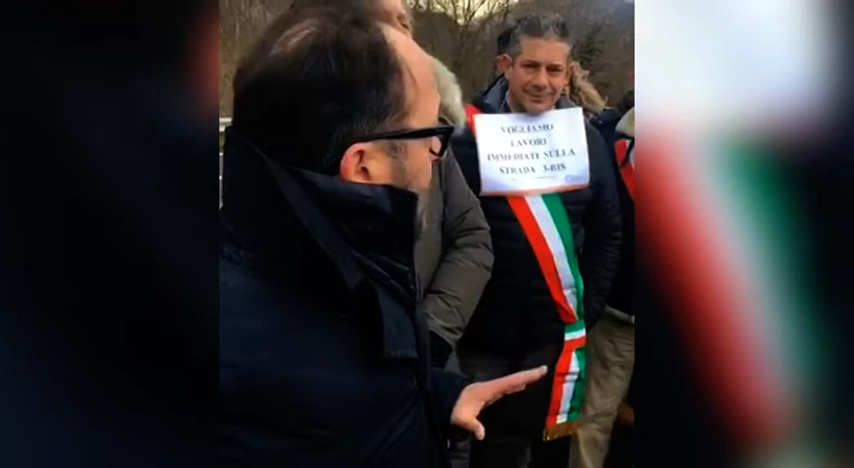 VOGLIAMO
LAVORI
IMMEDIATI SULLA
STRADA 3-BIS